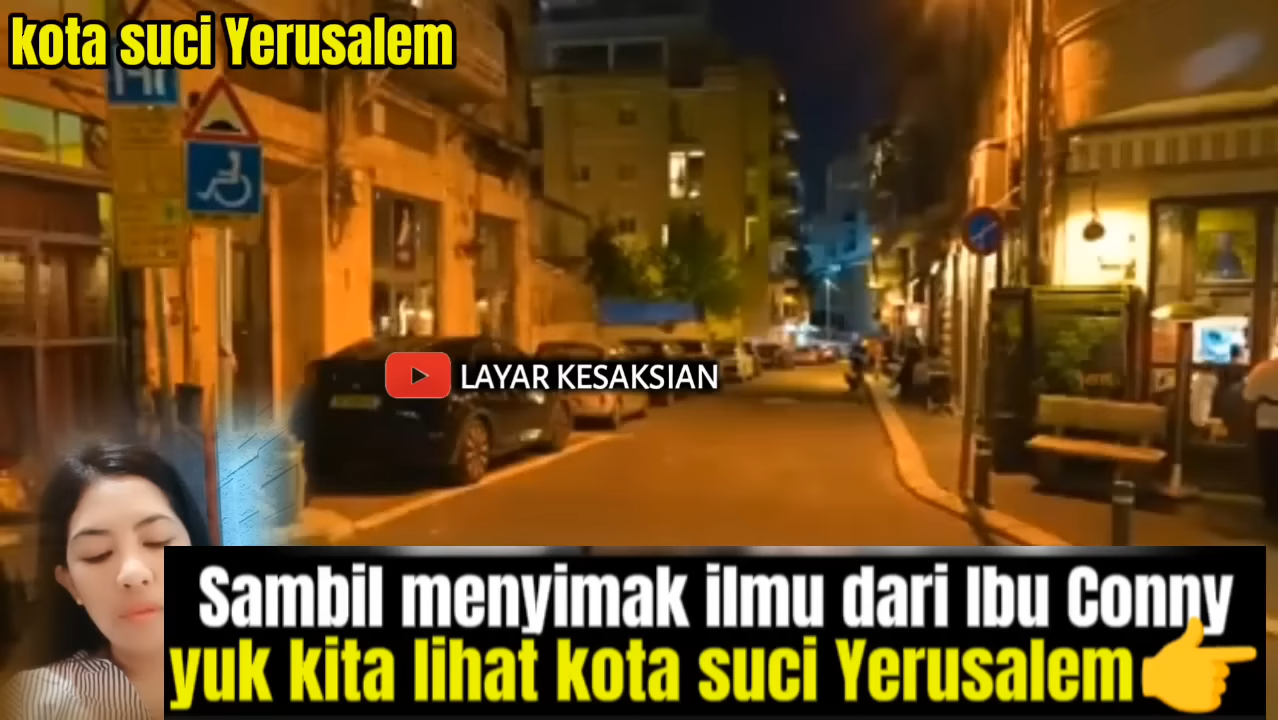 kota suci Yerusalem
LAYAR KESAKSIAN
Sambil menyimak ilmu dari Ibu Conny
yuk kita lihat kota suci Yerusalem